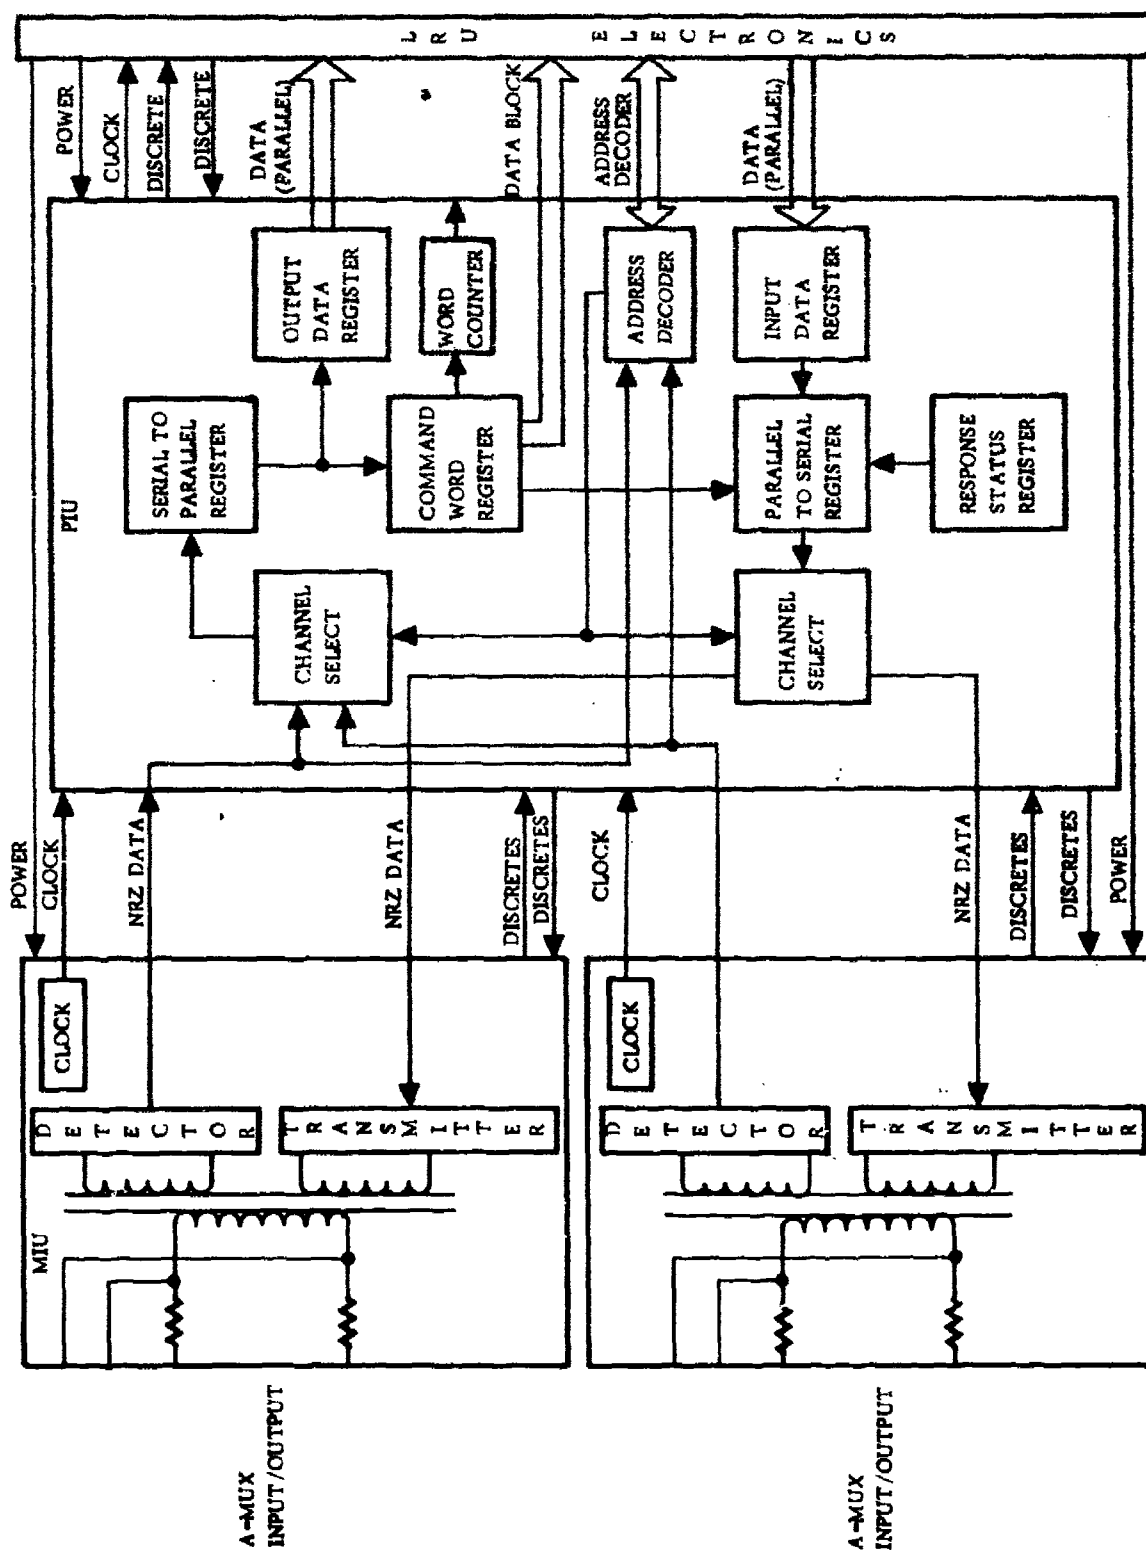 A-MUX
INPUT/OUTPUT
MIU
DETECTOR
TRANSMITTER
CLOCK
POWER
CLOCK
NRZ DATA
NRZ DATA
DISCRETES
DISCRETES
PIU
CHANNEL
SELECT
SERIAL TO
PARALLEL
REGISTER
COMMAND
WORD
REGISTER
OUTPUT
DATA
REGISTER
WORD
COUNTER
ADDRESS
DECODER
INPUT
DATA
REGISTER
PARALLEL
TO SERIAL
REGISTER
RESPONSE
STATUS
REGISTER
CHANNEL
SELECT
POWER
CLOCK
DISCRETE
DISCRETE
DATA
(PARALLEL)
DATA BLOCK
ADDRESS
DECODER
DATA
(PARALLEL)
LRU ELECTRONICS
A-MUX
INPUT/OUTPUT
DETECTOR
TRANSMITTER
CLOCK
CLOCK
NRZ DATA
DISCRETES
DISCRETES
POWER